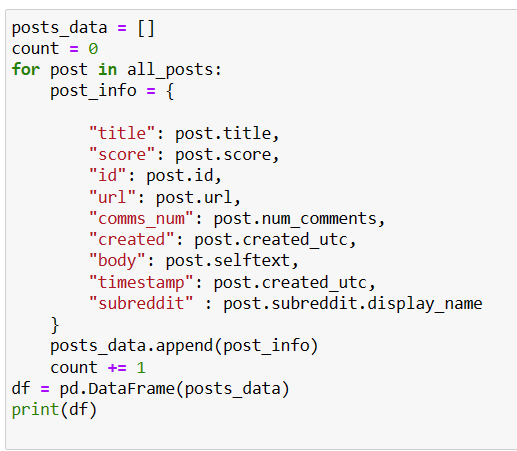 posts_data = []
count = 0
for post in all_posts:
    post_info = {

        "title": post.title,
        "score": post.score,
        "id": post.id,
        "url": post.url,
        "comms_num": post.num_comments,
        "created": post.created_utc,
        "body": post.selftext,
        "timestamp": post.created_utc,
        "subreddit" : post.subreddit.display_name
    }
    posts_data.append(post_info)
    count += 1
df = pd.DataFrame(posts_data)
print(df)